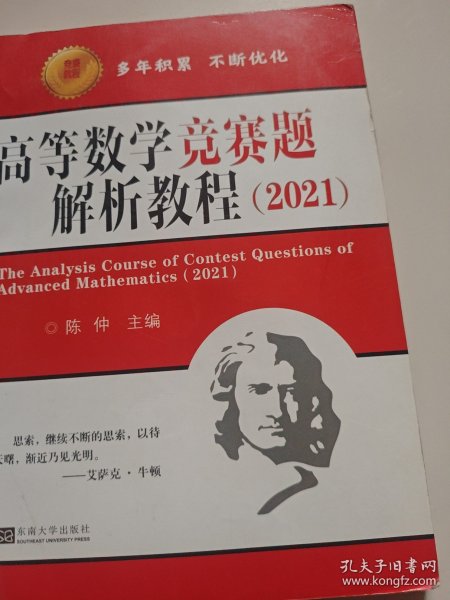 多年积累 不断优化
高等数学竞赛题
解析教程(2021)
The Analysis Course of Contest Questions of
Advanced Mathematics (2021)
◎ 陈 仲 主编
思索，继续不断的思索，以待
天曙，渐近乃见光明。
——艾萨克·牛顿
东南大学出版社
SOUTHEAST UNIVERSITY PRESS
孔夫子旧书网
www.kongfz.com